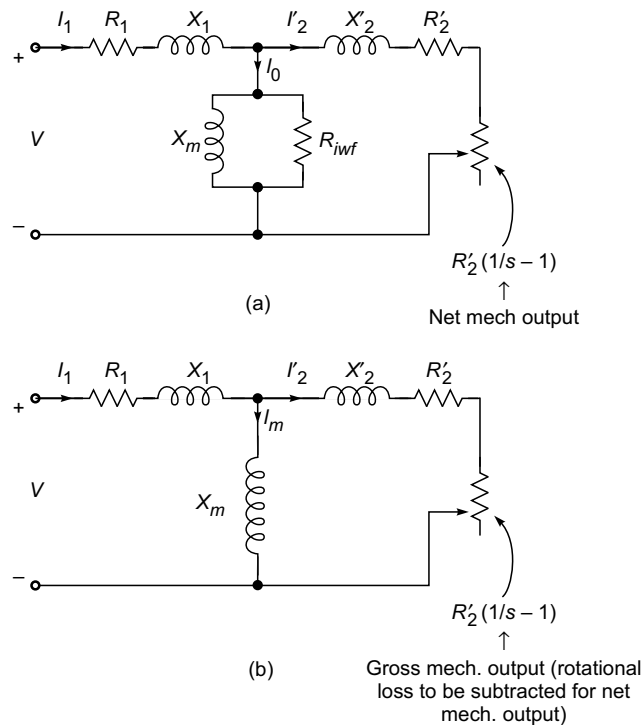 I1 R1 X1 I'2 X'2 R'2
+
I0
V
Xm
Riwf
–
R'2 (1/s – 1)
↑
Net mech output
(a)
I1 R1 X1 I'2 X'2 R'2
+
Im
V
Xm
–
R'2 (1/s – 1)
↑
Gross mech. output (rotational
loss to be subtracted for net
mech. output)
(b)